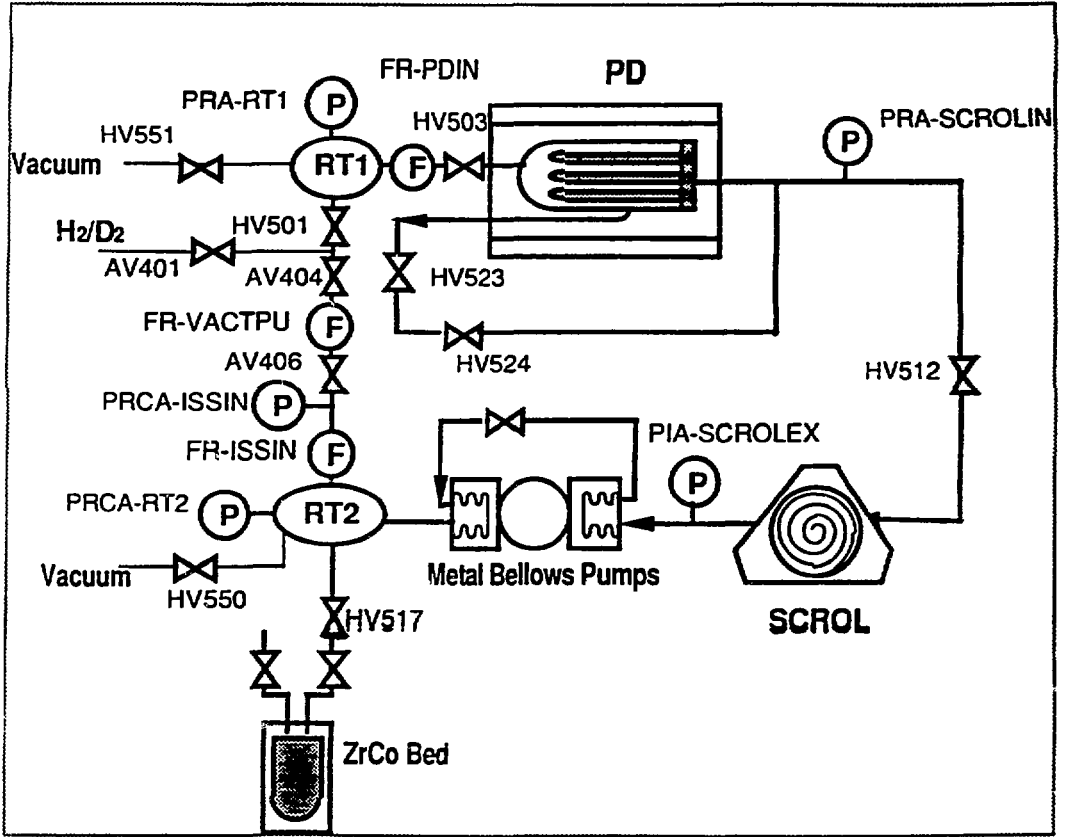 FR-PDIN
PD
PRA-RT1
P
HV551
HV503
PRA-SCROLIN
P
Vacuum
RT1
F
HV501
H2/D2
AV401
AV404
HV523
FR-VACTPU
F
HV524
AV406
HV512
PRCA-ISSIN
P
PIA-SCROLEX
FR-ISSIN
F
P
PRCA-RT2
P
RT2
Vacuum
HV550
Metal Bellows Pumps
SCROL
HV517
ZrCo Bed